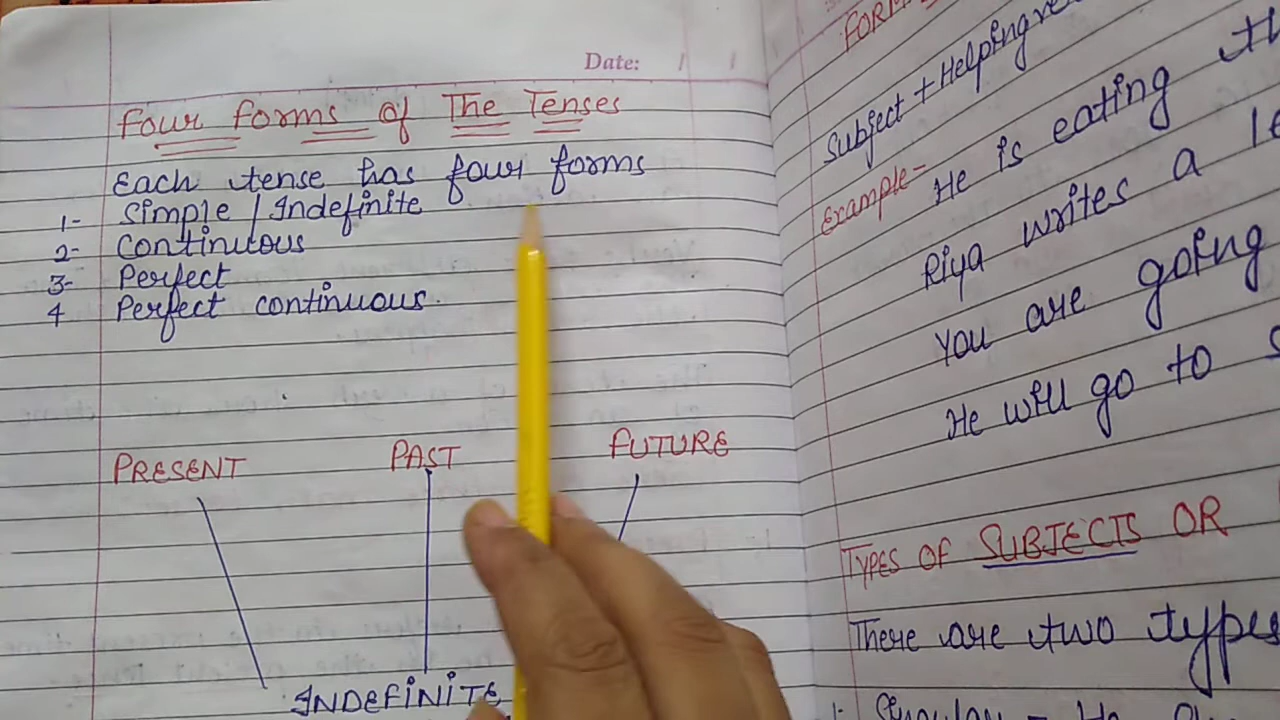 Date:
Four forms of The Tenses
Each tense has four forms
1- Simple / Indefinite
2- Continuous
3- Perfect
4 Perfect continuous.
PRESENT PAST FUTURE
INDEFINITE
Subject + Helping
Example- He is eating
Riya writes a
You are going
He will go to
TYPES OF SUBJECTS OR
There are two types